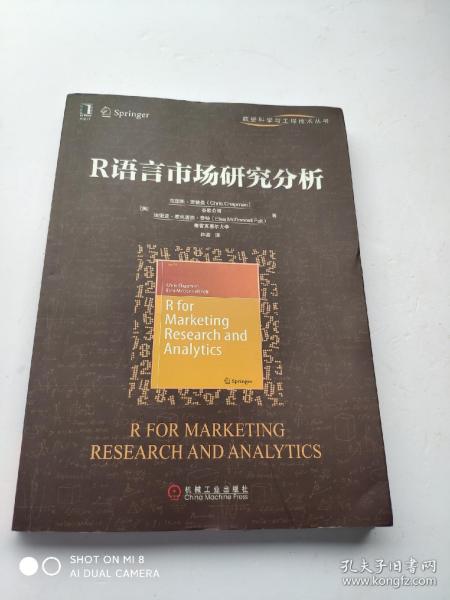 Springer
数据科学与工程技术丛书
R语言市场研究分析
[美]
克里斯·查普曼(Chris Chapman)
谷歌公司
埃里亚·麦克唐纳·费特(Elea McDonnell Feit)
德雷克塞尔大学
著
林荟 译
Chris Chapman
Elea McDonnell Feit
R for
Marketing
Research and
Analytics
Springer
R FOR MARKETING
RESEARCH AND ANALYTICS
机械工业出版社
China Machine Press
SHOT ON MI 8
AI DUAL CAMERA
孔夫子旧书网
www.kongfz.com